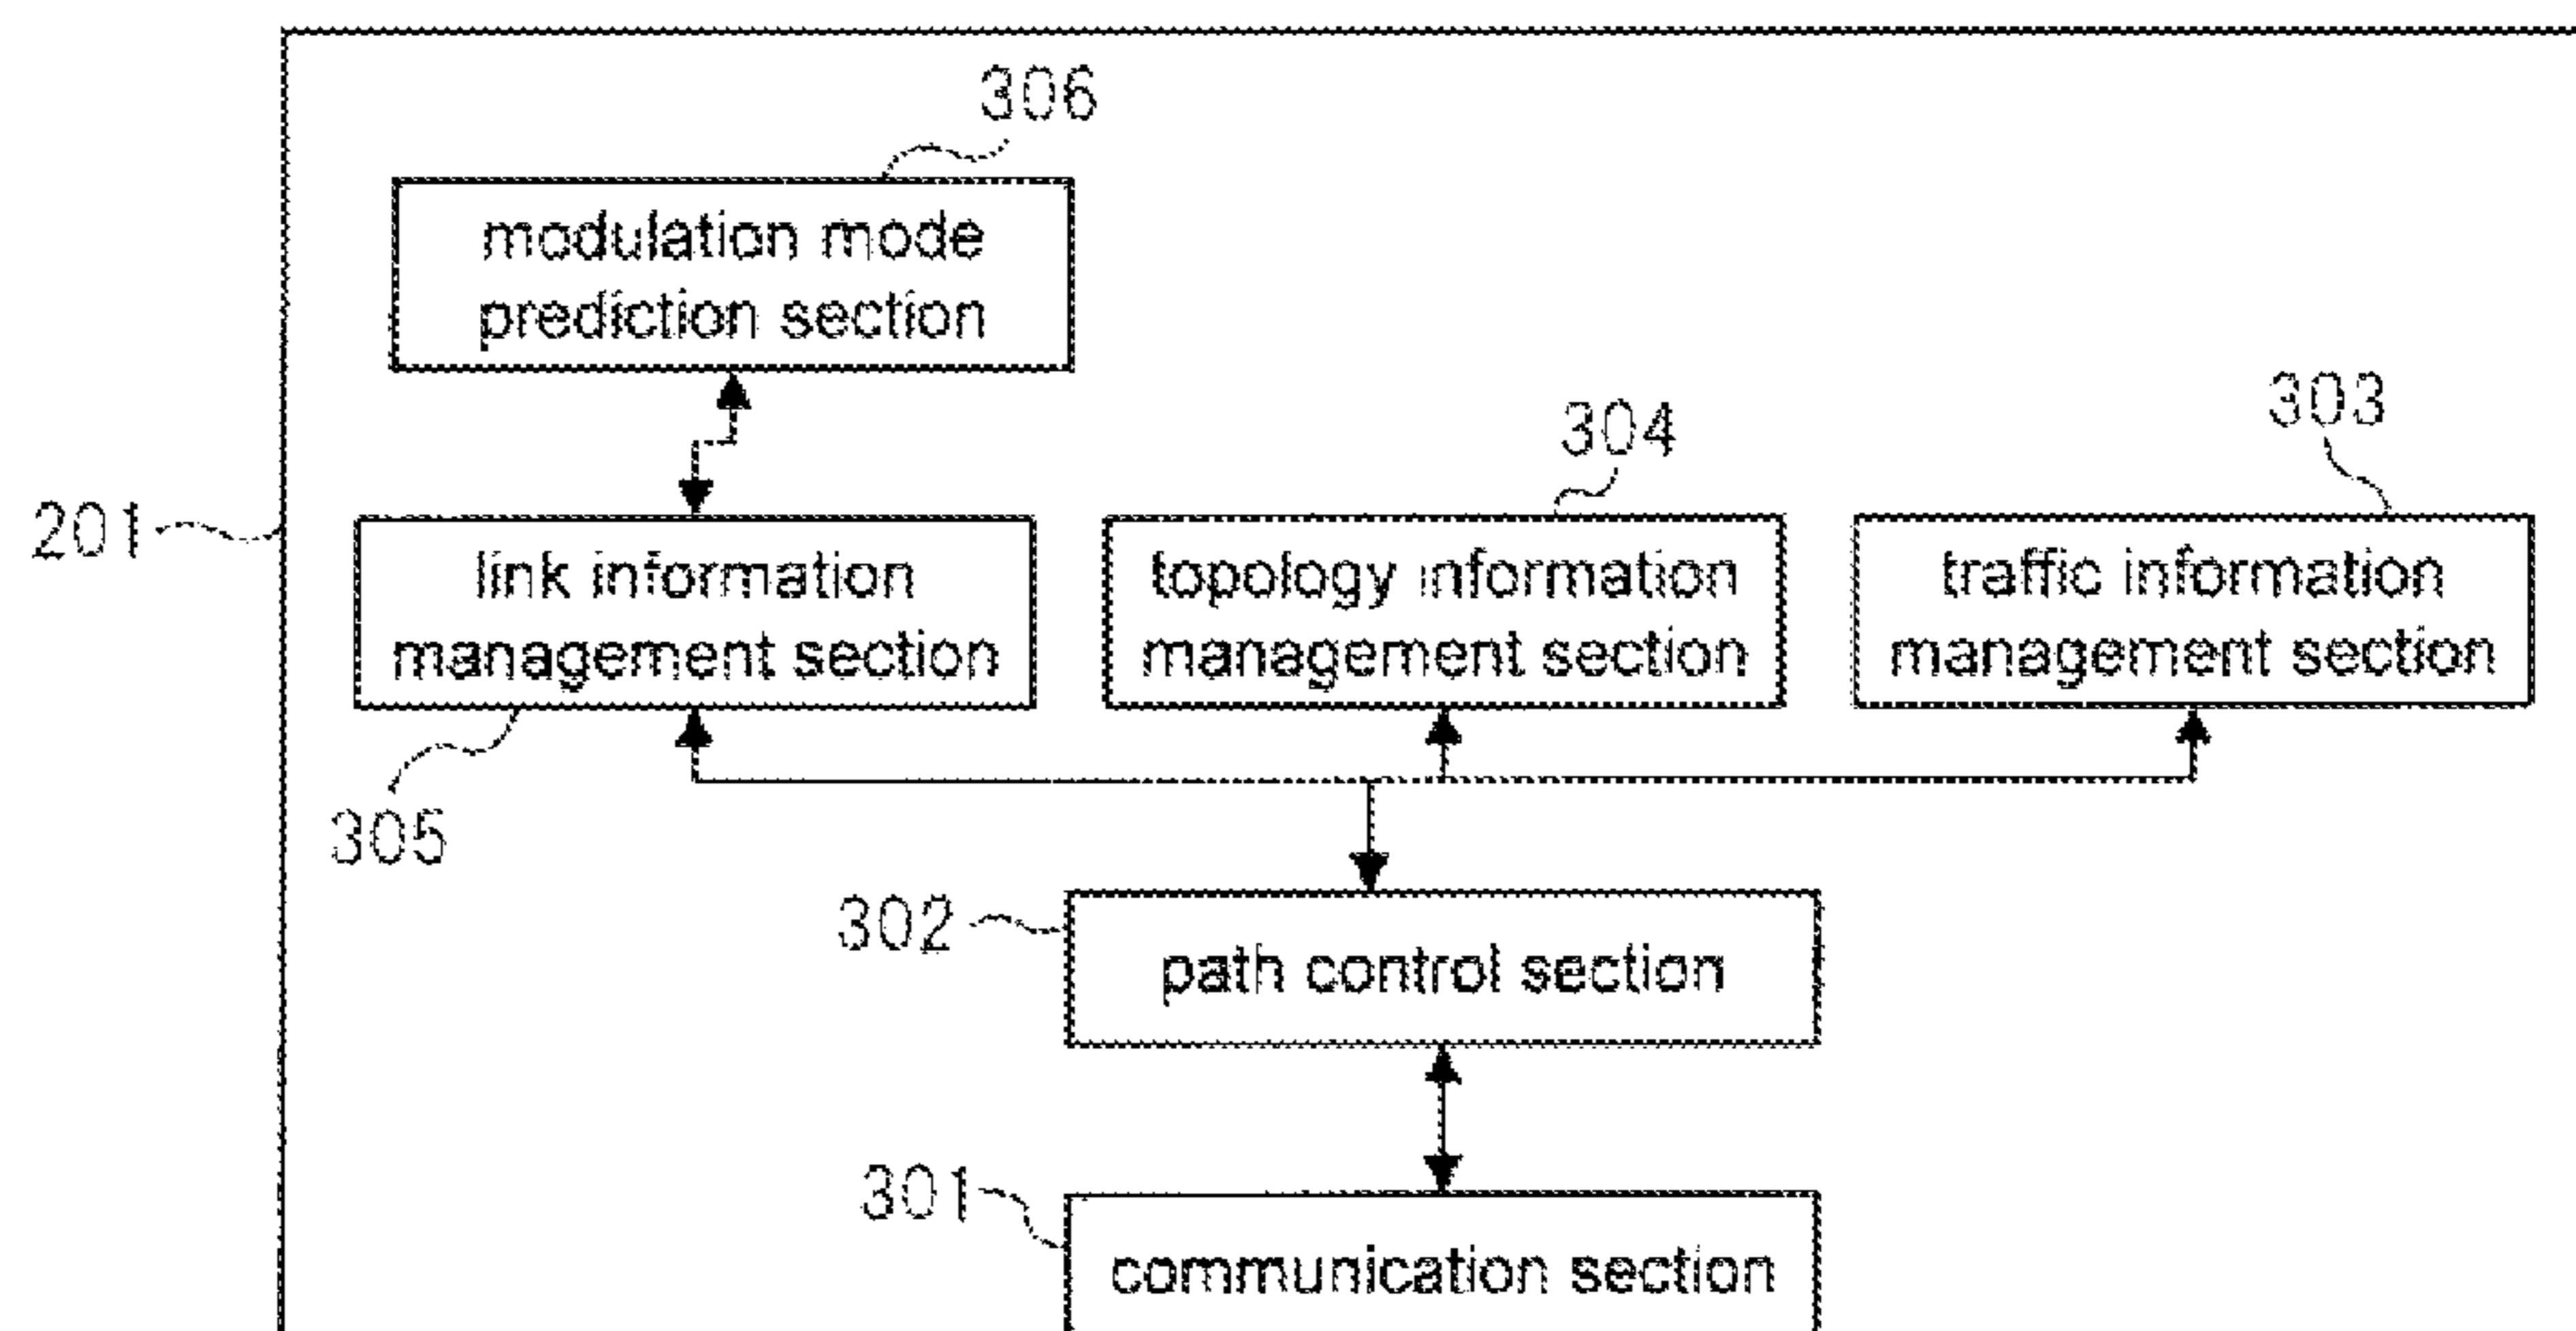 306
modulation mode
prediction section
304
303
201
link information
management section
topology information
management section
traffic information
management section
305
302
path control section
301
communication section